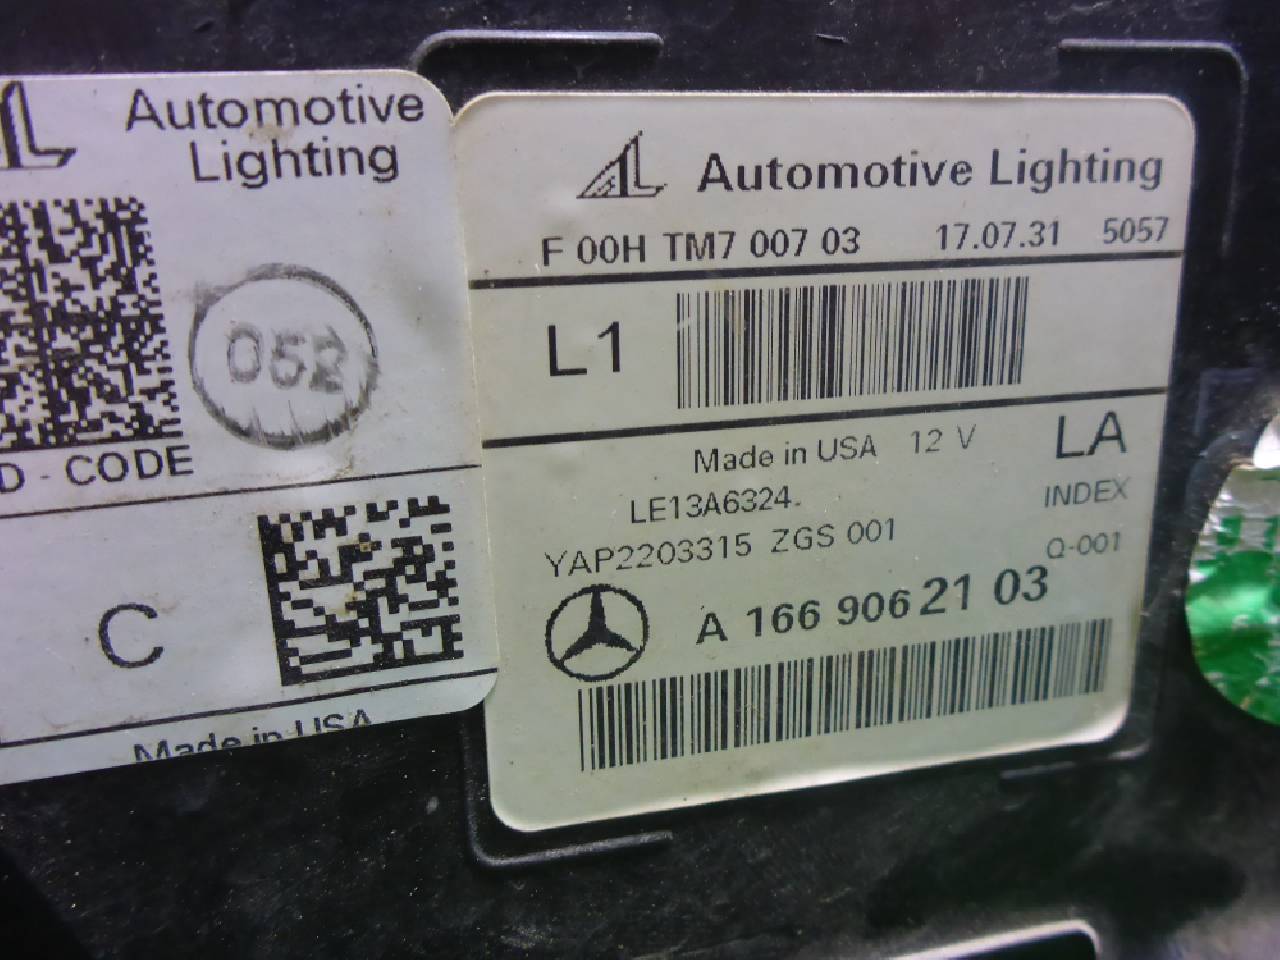 Automotive
Lighting
052
D - CODE
C
Made in USA
Automotive Lighting
F 00H TM7 007 03 17.07.31 5057
L1
Made in USA 12 V LA
LE13A6324. INDEX
YAP2203315 ZGS 001 Q-001
A 166 906 21 03